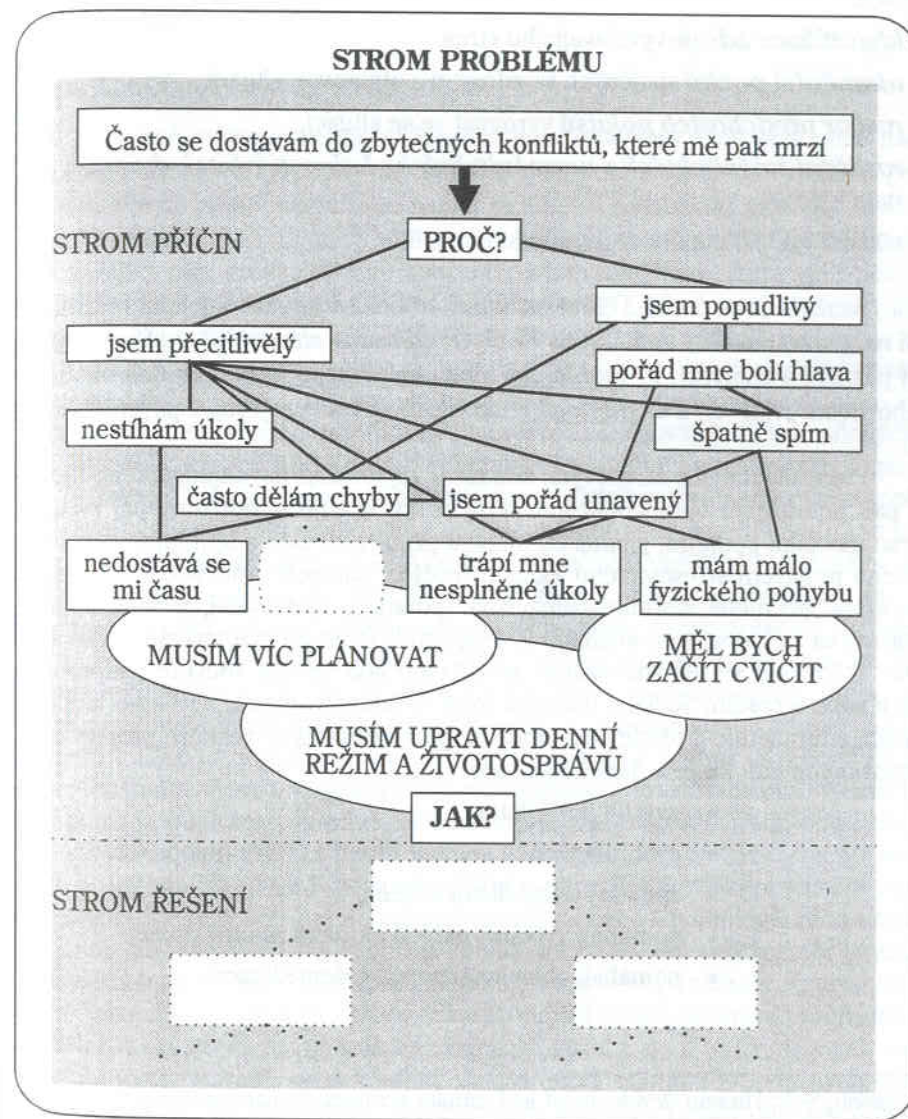 STROM PROBLÉMU
Často se dostávám do zbytečných konfliktů, které mě pak mrzí
STROM PŘÍČIN
PROČ?
jsem popudlivý
jsem přecitlivělý
pořád mne bolí hlava
nestíhám úkoly
špatně spím
často dělám chyby
jsem pořád unavený
nedostává se
mi času
trápí mne
nesplněné úkoly
mám málo
fyzického pohybu
MUSÍM VÍC PLÁNOVAT
MĚL BYCH
ZAČÍT CVIČIT
MUSÍM UPRAVIT DENNÍ
REŽIM A ŽIVOTOSPRÁVU
JAK?
STROM ŘEŠENÍ